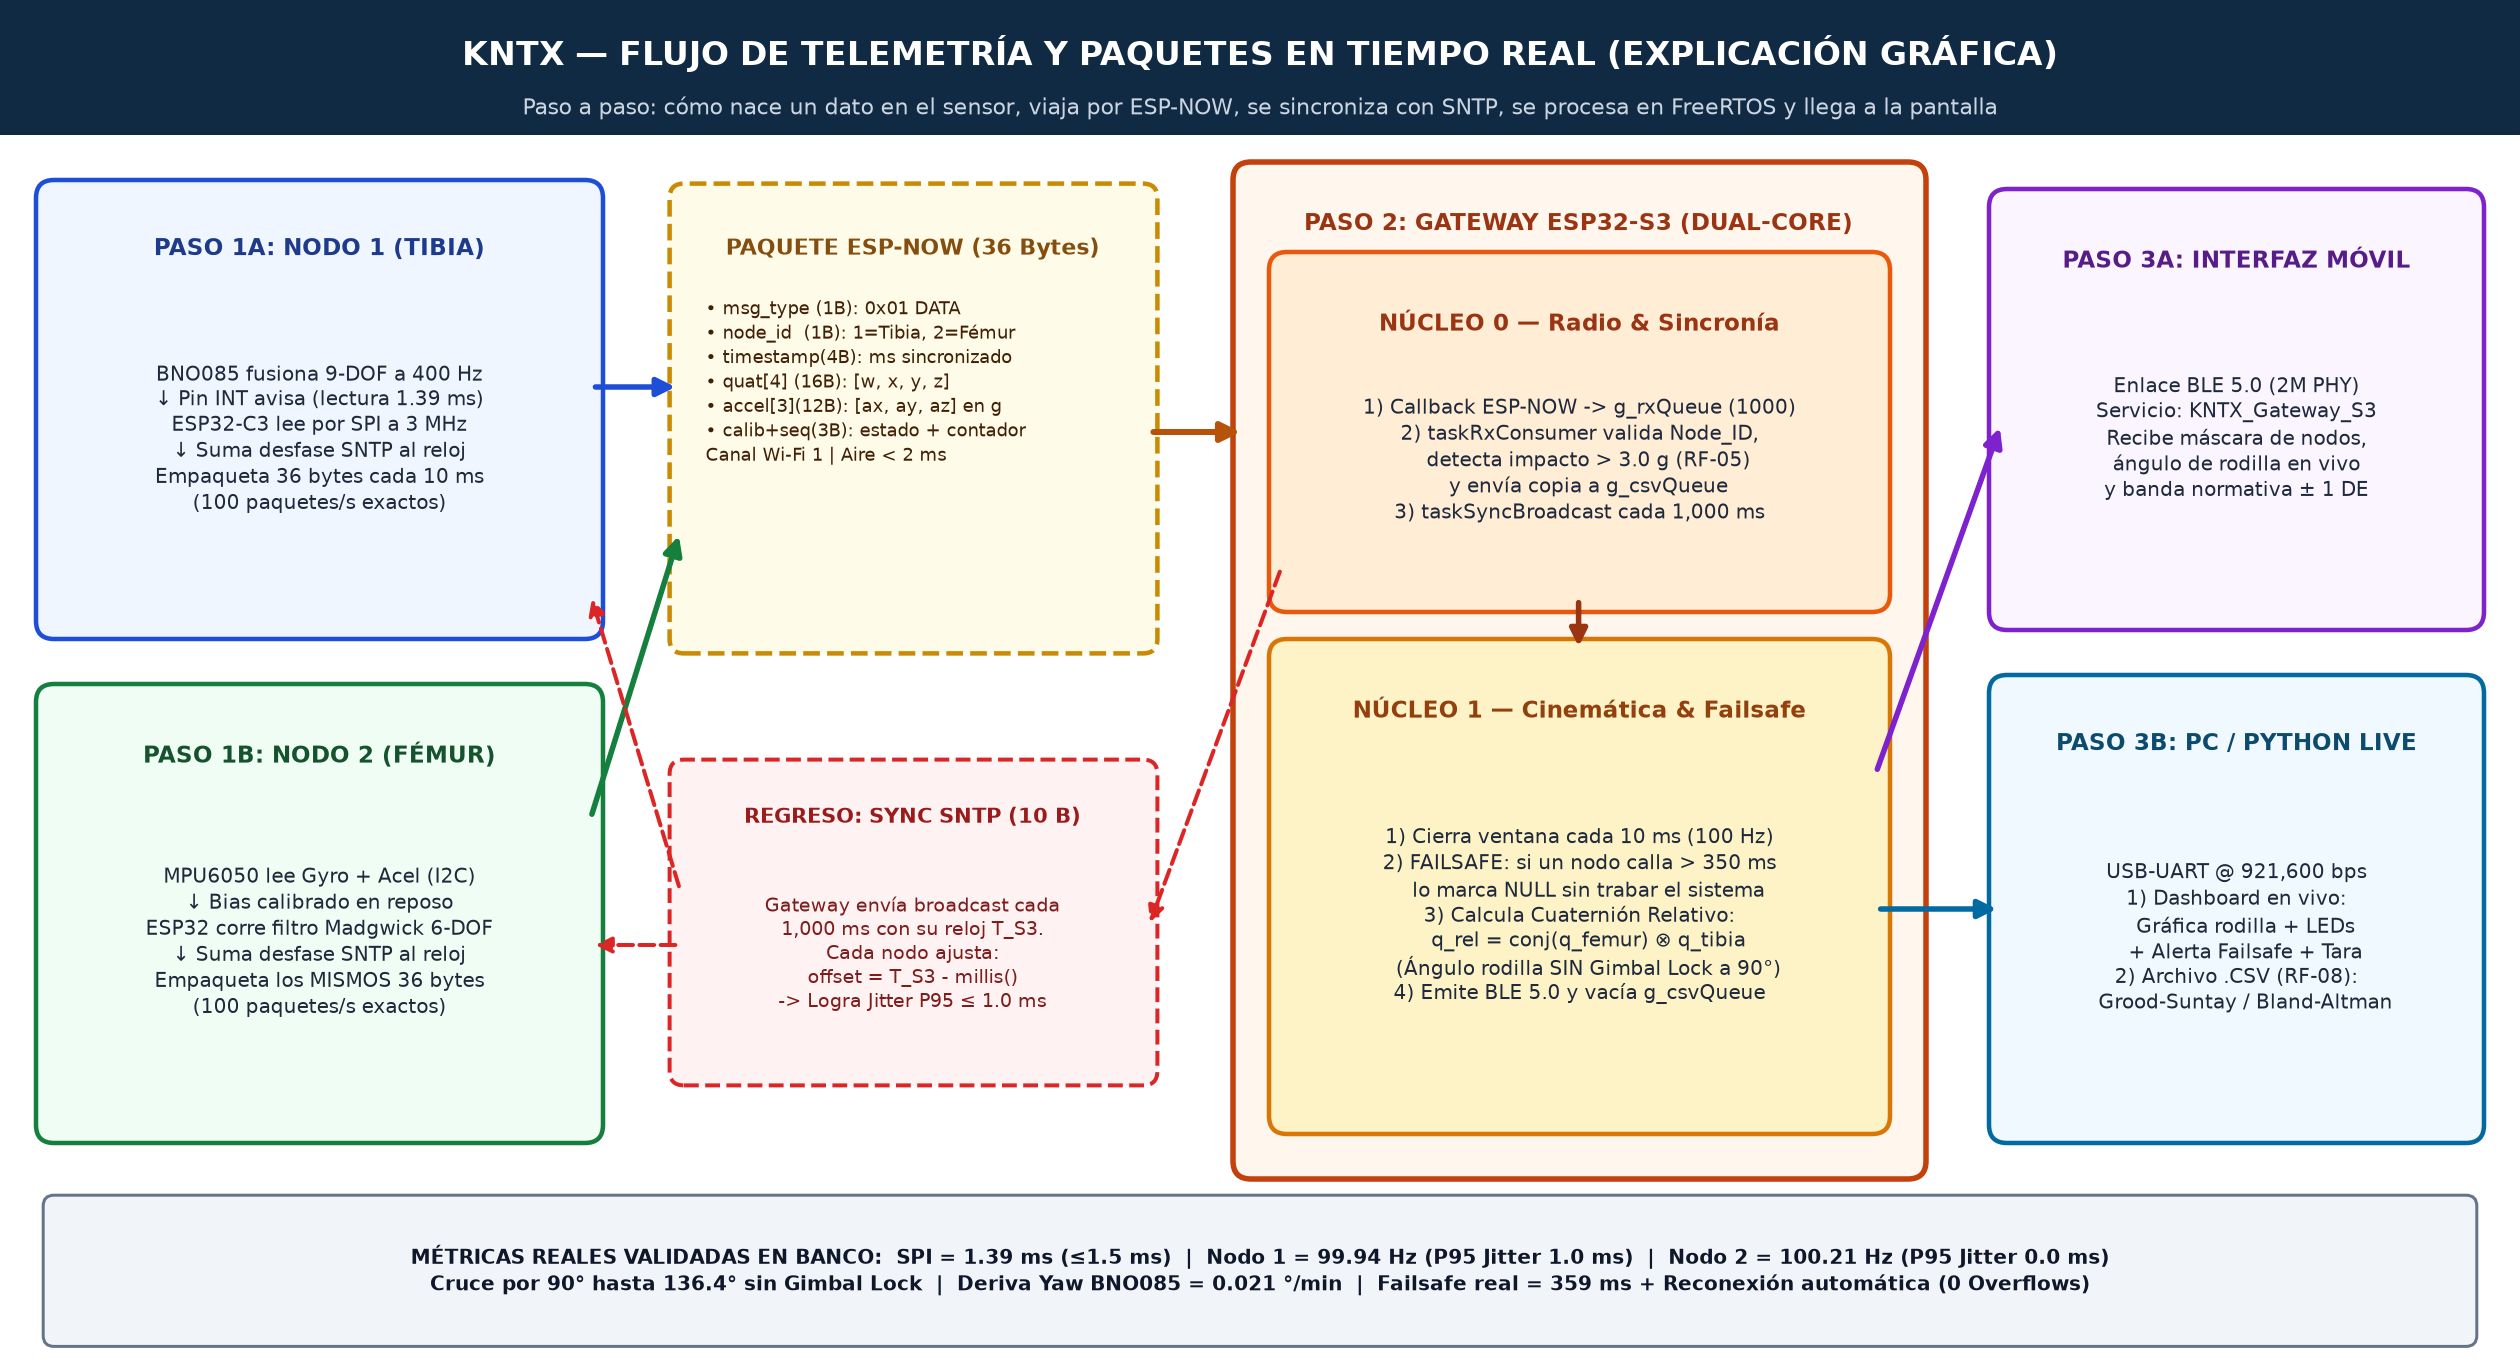 KNTX — FLUJO DE TELEMETRÍA Y PAQUETES EN TIEMPO REAL (EXPLICACIÓN GRÁFICA)
Paso a paso: cómo nace un dato en el sensor, viaja por ESP-NOW, se sincroniza con SNTP, se procesa en FreeRTOS y llega a la pantalla
PASO 1A: NODO 1 (TIBIA)
BNO085 fusiona 9-DOF a 400 Hz
↓ Pin INT avisa (lectura 1.39 ms)
ESP32-C3 lee por SPI a 3 MHz
↓ Suma desfase SNTP al reloj
Empaqueta 36 bytes cada 10 ms
(100 paquetes/s exactos)
PASO 1B: NODO 2 (FÉMUR)
MPU6050 lee Gyro + Acel (I2C)
↓ Bias calibrado en reposo
ESP32 corre filtro Madgwick 6-DOF
↓ Suma desfase SNTP al reloj
Empaqueta los MISMOS 36 bytes
(100 paquetes/s exactos)
PAQUETE ESP-NOW (36 Bytes)
• msg_type (1B): 0x01 DATA
• node_id  (1B): 1=Tibia, 2=Fémur
• timestamp(4B): ms sincronizado
• quat[4] (16B): [w, x, y, z]
• accel[3](12B): [ax, ay, az] en g
• calib+seq(3B): estado + contador
Canal Wi-Fi 1 | Aire < 2 ms
REGRESO: SYNC SNTP (10 B)
Gateway envía broadcast cada
1,000 ms con su reloj T_S3.
Cada nodo ajusta:
offset = T_S3 - millis()
-> Logra Jitter P95 ≤ 1.0 ms
PASO 2: GATEWAY ESP32-S3 (DUAL-CORE)
NÚCLEO 0 — Radio & Sincronía
1) Callback ESP-NOW -> g_rxQueue (1000)
2) taskRxConsumer valida Node_ID,
detecta impacto > 3.0 g (RF-05)
y envía copia a g_csvQueue
3) taskSyncBroadcast cada 1,000 ms
NÚCLEO 1 — Cinemática & Failsafe
1) Cierra ventana cada 10 ms (100 Hz)
2) FAILSAFE: si un nodo calla > 350 ms
lo marca NULL sin trabar el sistema
3) Calcula Cuaternión Relativo:
q_rel = conj(q_femur) ⊗ q_tibia
(Ángulo rodilla SIN Gimbal Lock a 90°)
4) Emite BLE 5.0 y vacía g_csvQueue
PASO 3A: INTERFAZ MÓVIL
Enlace BLE 5.0 (2M PHY)
Servicio: KNTX_Gateway_S3
Recibe máscara de nodos,
ángulo de rodilla en vivo
y banda normativa ± 1 DE
PASO 3B: PC / PYTHON LIVE
USB-UART @ 921,600 bps
1) Dashboard en vivo:
Gráfica rodilla + LEDs
+ Alerta Failsafe + Tara
2) Archivo .CSV (RF-08):
Grood-Suntay / Bland-Altman
MÉTRICAS REALES VALIDADAS EN BANCO:  SPI = 1.39 ms (≤1.5 ms)  |  Nodo 1 = 99.94 Hz (P95 Jitter 1.0 ms)  |  Nodo 2 = 100.21 Hz (P95 Jitter 0.0 ms)
Cruce por 90° hasta 136.4° sin Gimbal Lock  |  Deriva Yaw BNO085 = 0.021 °/min  |  Failsafe real = 359 ms + Reconexión automática (0 Overflows)